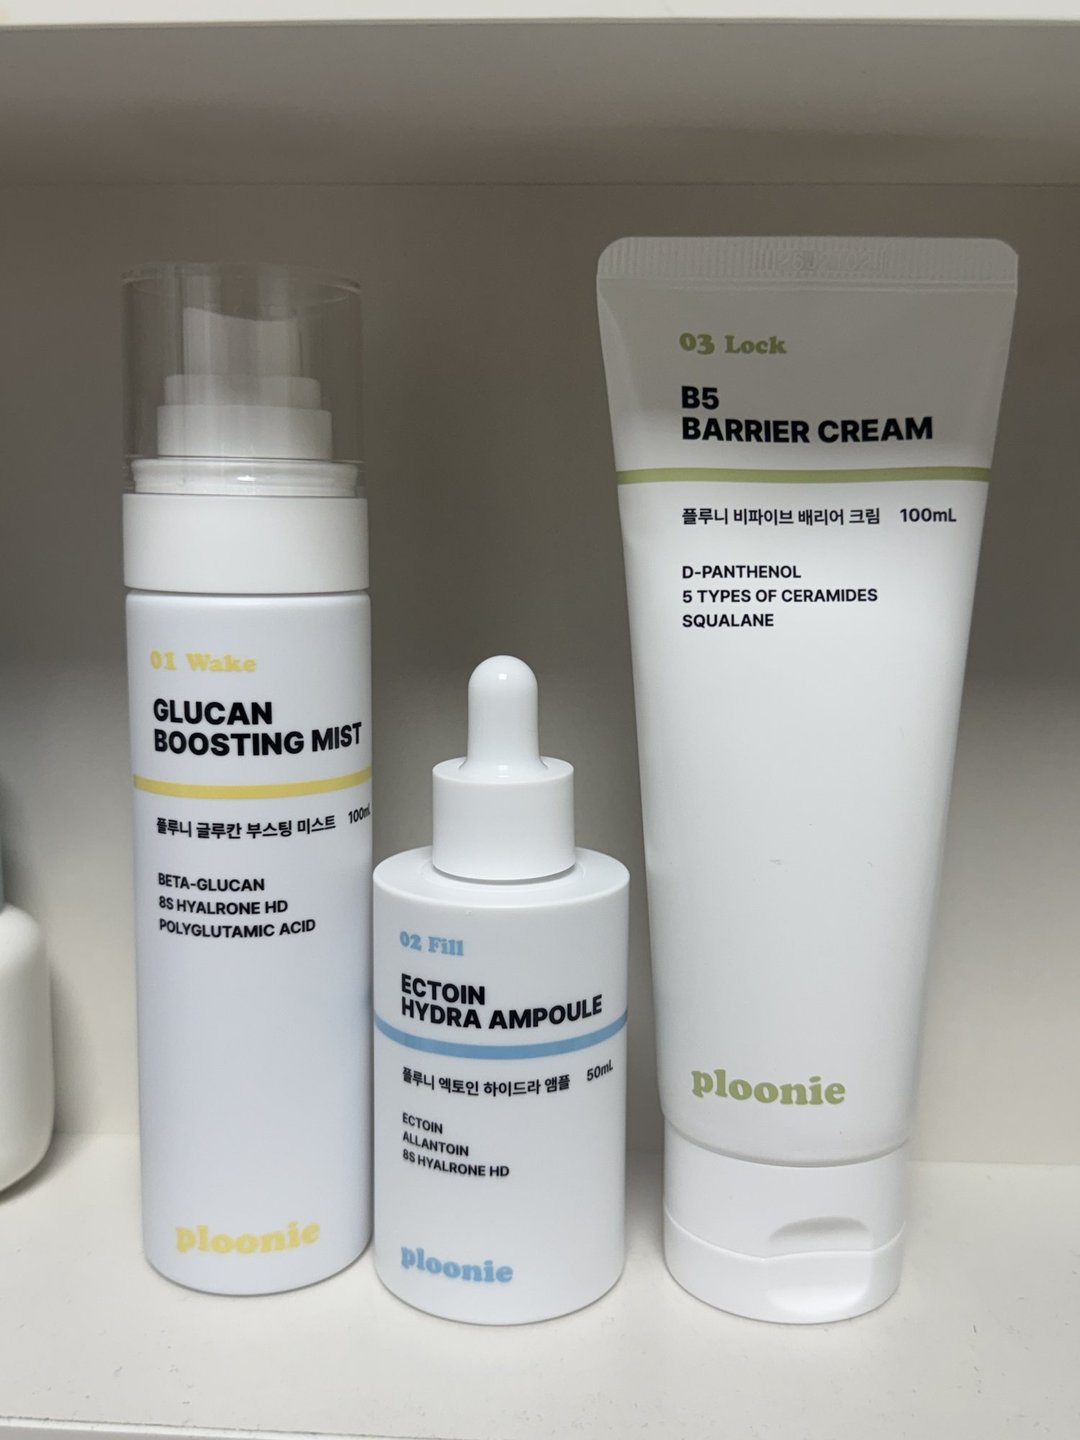 01 Wake
GLUCAN
BOOSTING MIST
플루니 글루칸 부스팅 미스트 100mL
BETA-GLUCAN
8S HYALRONE HD
POLYGLUTAMIC ACID
ploonie
02 Fill
ECTOIN
HYDRA AMPOULE
플루니 엑토인 하이드라 앰플 50mL
ECTOIN
ALLANTOIN
8S HYALRONE HD
ploonie
03 Lock
B5
BARRIER CREAM
플루니 비파이브 배리어 크림 100mL
D-PANTHENOL
5 TYPES OF CERAMIDES
SQUALANE
ploonie